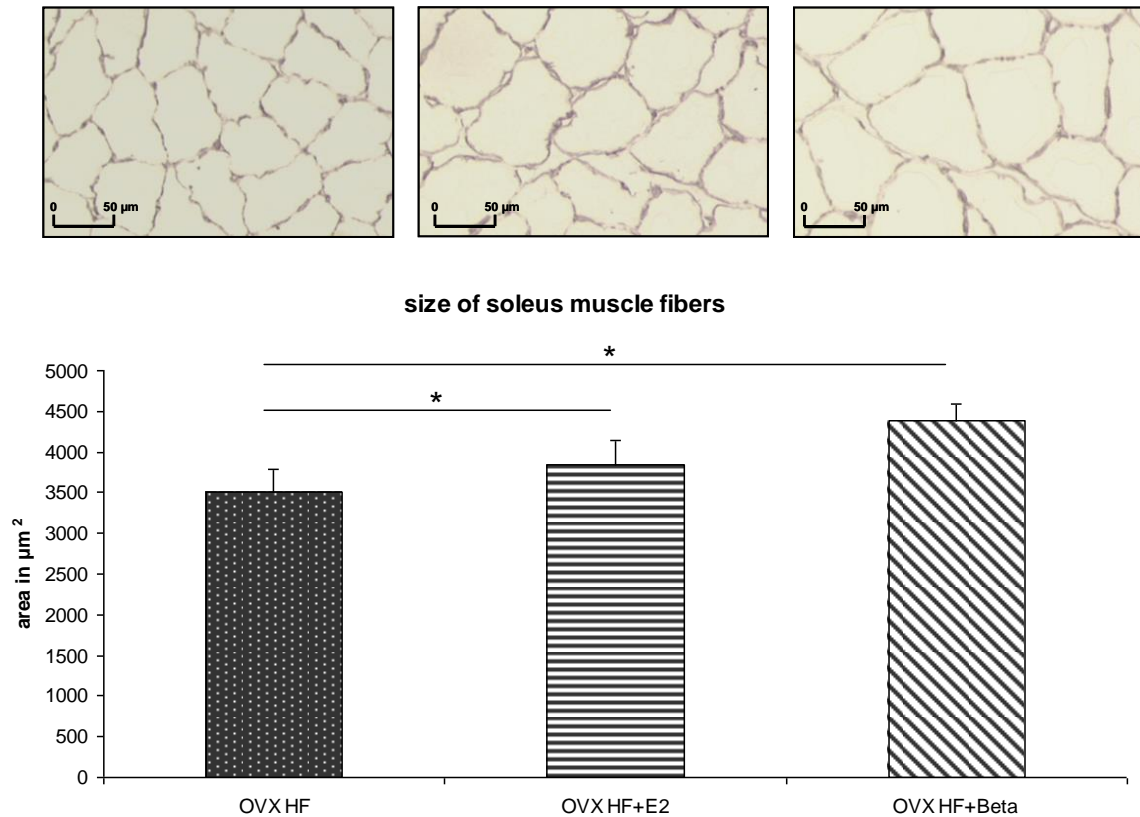 0 50 µm
0 50 µm
0 50 µm
size of soleus muscle fibers
*
*
area in µm²
5000
4500
4000
3500
3000
2500
2000
1500
1000
500
0
OVX HF
OVX HF+E2
OVX HF+Beta